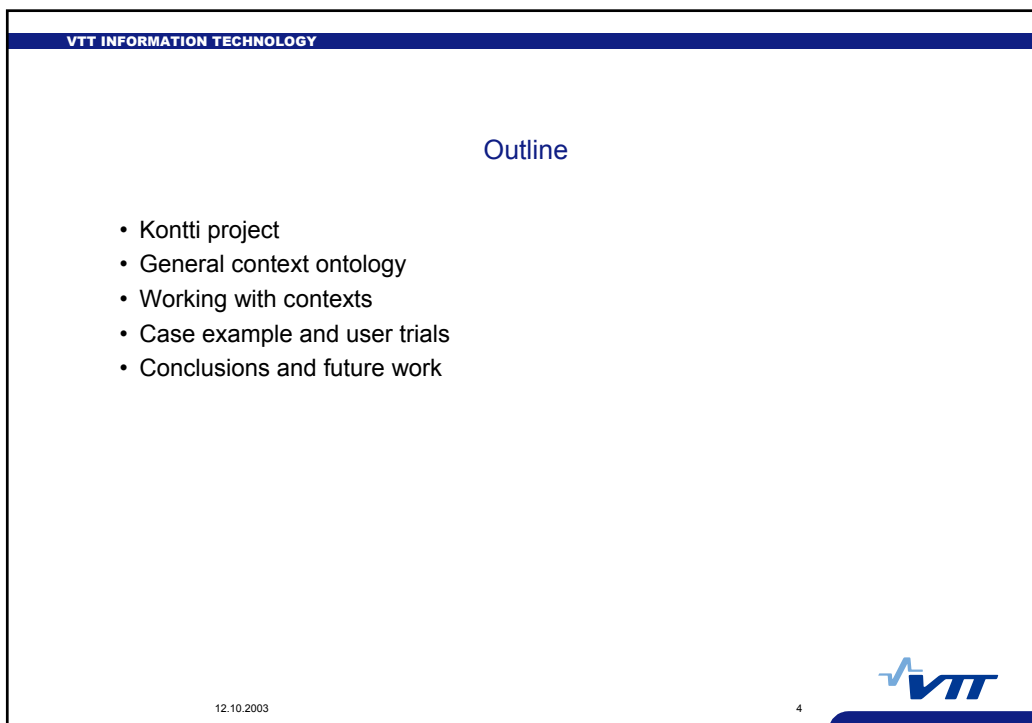 VTT INFORMATION TECHNOLOGY
Outline
• Kontti project
• General context ontology
• Working with contexts
• Case example and user trials
• Conclusions and future work
12.10.2003
4
VTT